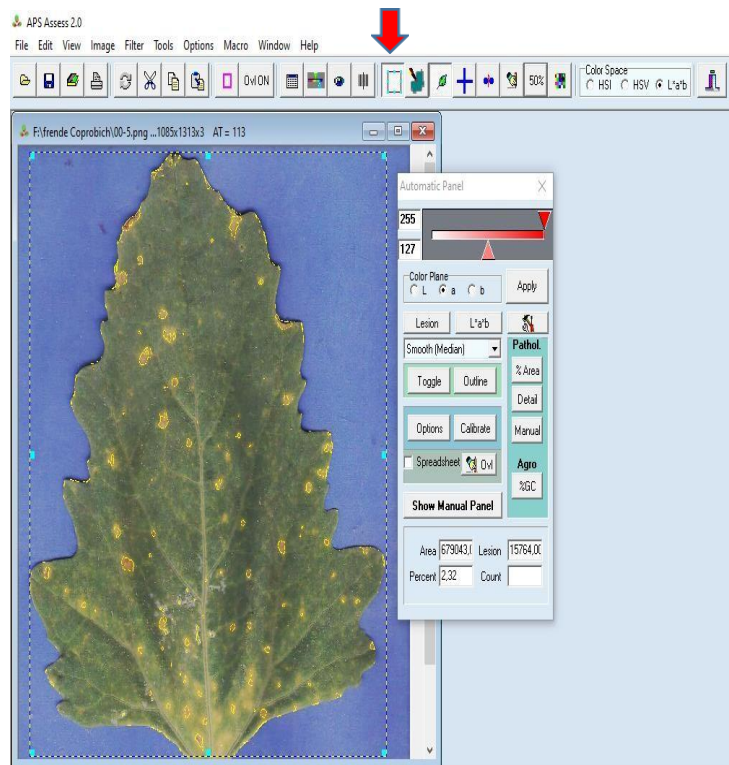 APS Assess 2.0
File Edit View Image Filter Tools Options Macro Window Help
Ovl ON
50%
Color Space
HSI HSV L*a*b
F:\frende Coprobich\00-5.png ...1085x1313x3 AT = 113
Automatic Panel
255
127
Color Plane
L a b
Apply
Lesion L*a*b
Smooth (Median)
Pathol.
% Area
Toggle Outline
Detail
Options Calibrate
Manual
Spreadsheet Ovl
Agro
%GC
Show Manual Panel
Area 679043,( Lesion 15764,0(
Percent 2,32 Count